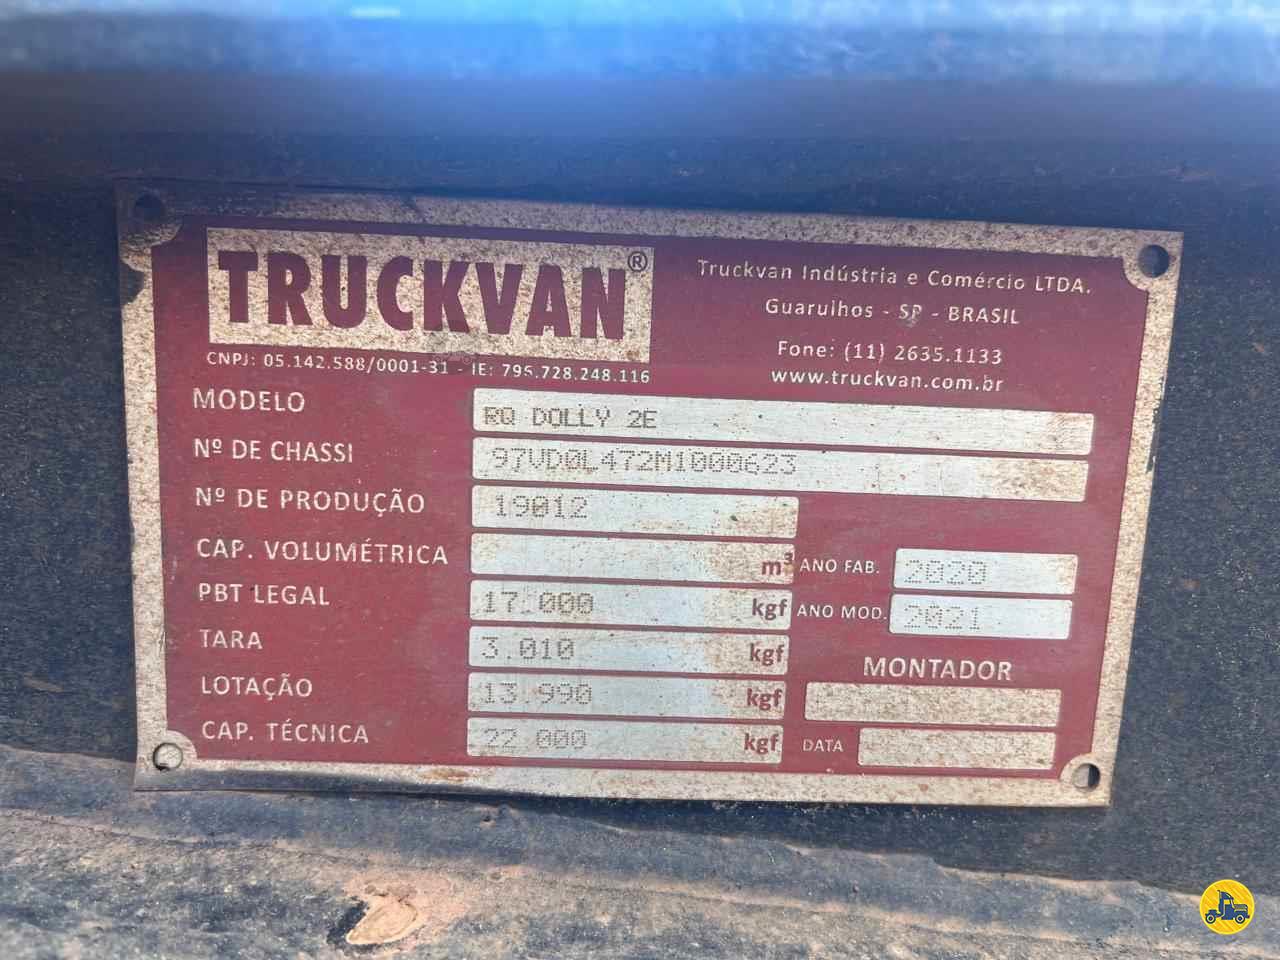 TRUCKVAN®
Truckvan Indústria e Comércio LTDA.
Guarulhos - SP - BRASIL
Fone: (11) 2635.1133
www.truckvan.com.br
CNPJ: 05.142.588/0001-31 - IE: 796.728.248.116
MODELO RQ DOLLY 2E
Nº DE CHASSI 97VD0L472M1000623
Nº DE PRODUÇÃO 19012
CAP. VOLUMÉTRICA m³ ANO FAB. 2020
PBT LEGAL 17.000 kgf ANO MOD. 2021
TARA 3.010 kgf
MONTADOR
LOTAÇÃO 13.990 kgf
CAP. TÉCNICA 22 000 kgf DATA